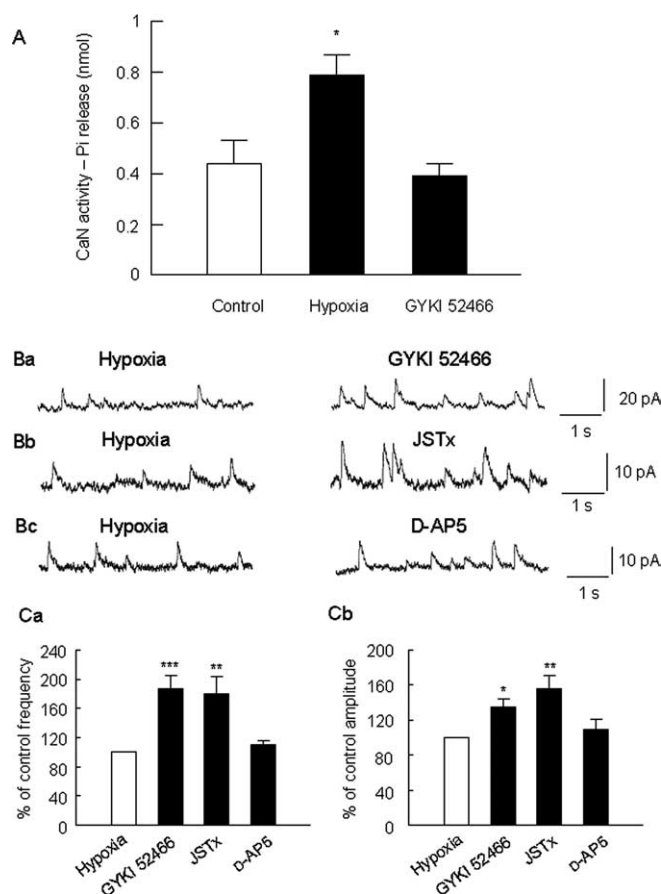 A
CaN activity – Pi release (nmol)
1
0.8
0.6
0.4
0.2
0
*
Control Hypoxia GYKI 52466
Ba Hypoxia GYKI 52466
20 pA
1 s
Bb Hypoxia JSTx
10 pA
1 s
Bc Hypoxia D-AP5
10 pA
1 s
Ca
% of control frequency
240
200
160
120
80
40
0
*** **
Hypoxia GYKI 52466 JSTx D-AP5
Cb
% of control amplitude
200
160
120
80
40
0
* **
Hypoxia GYKI 52466 JSTx D-AP5